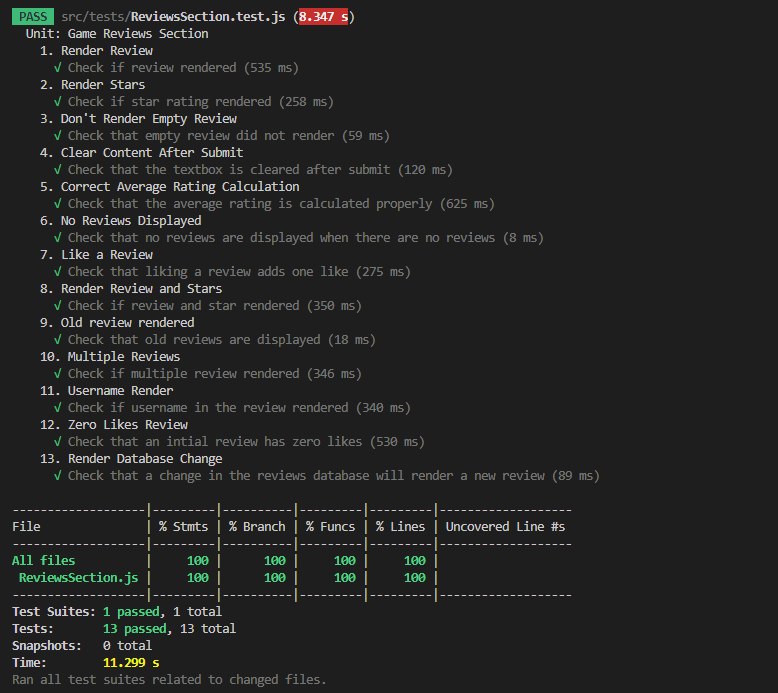 PASS src/tests/ReviewsSection.test.js (8.347 s)
Unit: Game Reviews Section
1. Render Review
√ Check if review rendered (535 ms)
2. Render Stars
√ Check if star rating rendered (258 ms)
3. Don't Render Empty Review
√ Check that empty review did not render (59 ms)
4. Clear Content After Submit
√ Check that the textbox is cleared after submit (120 ms)
5. Correct Average Rating Calculation
√ Check that the average rating is calculated properly (625 ms)
6. No Reviews Displayed
√ Check that no reviews are displayed when there are no reviews (8 ms)
7. Like a Review
√ Check that liking a review adds one like (275 ms)
8. Render Review and Stars
√ Check if review and star rendered (350 ms)
9. Old review rendered
√ Check that old reviews are displayed (18 ms)
10. Multiple Reviews
√ Check if multiple review rendered (346 ms)
11. Username Render
√ Check if username in the review rendered (340 ms)
12. Zero Likes Review
√ Check that an intial review has zero likes (530 ms)
13. Render Database Change
√ Check that a change in the reviews database will render a new review (89 ms)
-------------------|---------|----------|---------|---------|-------------------
File | % Stmts | % Branch | % Funcs | % Lines | Uncovered Line #s
-------------------|---------|----------|---------|---------|-------------------
All files | 100 | 100 | 100 | 100 |
ReviewsSection.js | 100 | 100 | 100 | 100 |
-------------------|---------|----------|---------|---------|-------------------
Test Suites: 1 passed, 1 total
Tests: 13 passed, 13 total
Snapshots: 0 total
Time: 11.299 s
Ran all test suites related to changed files.